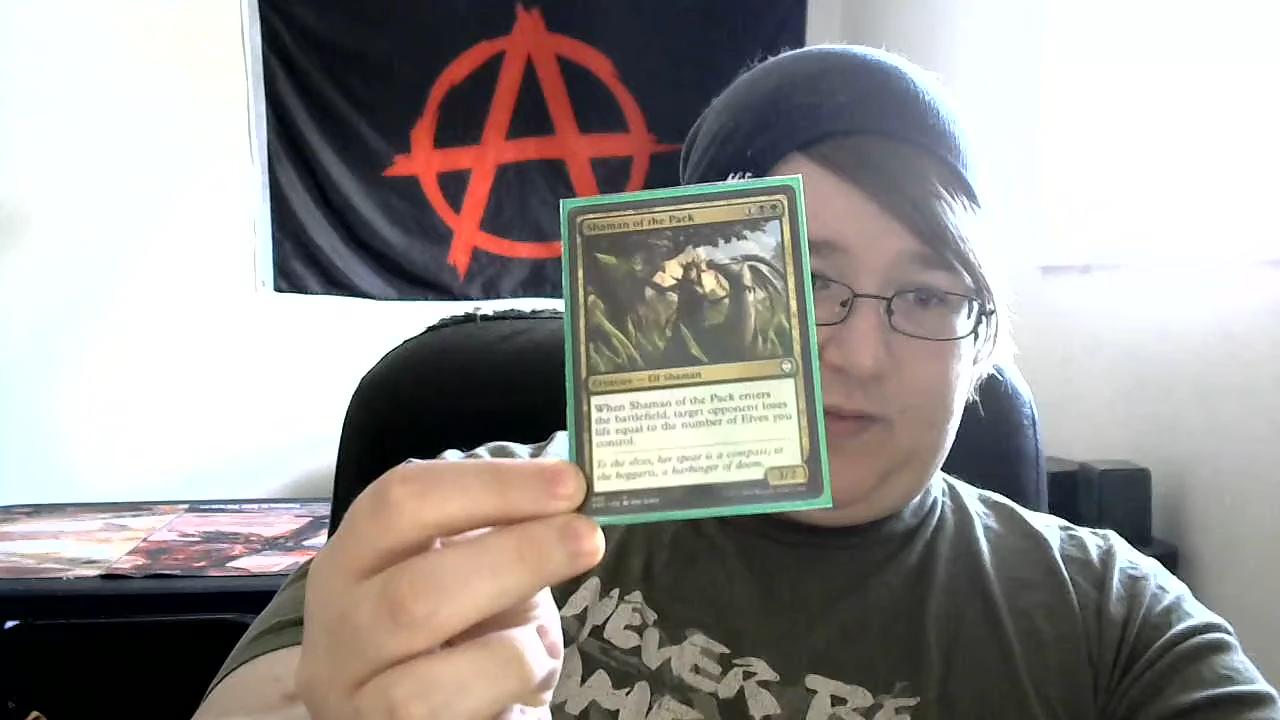 Shaman of the Pack
Creature — Elf Shaman
When Shaman of the Pack enters
the battlefield, target opponent loses
life equal to the number of Elves you
control.
To the elves, her spear is a compass; to
the boggarts, a harbinger of doom.
3/2
NEVER
BE